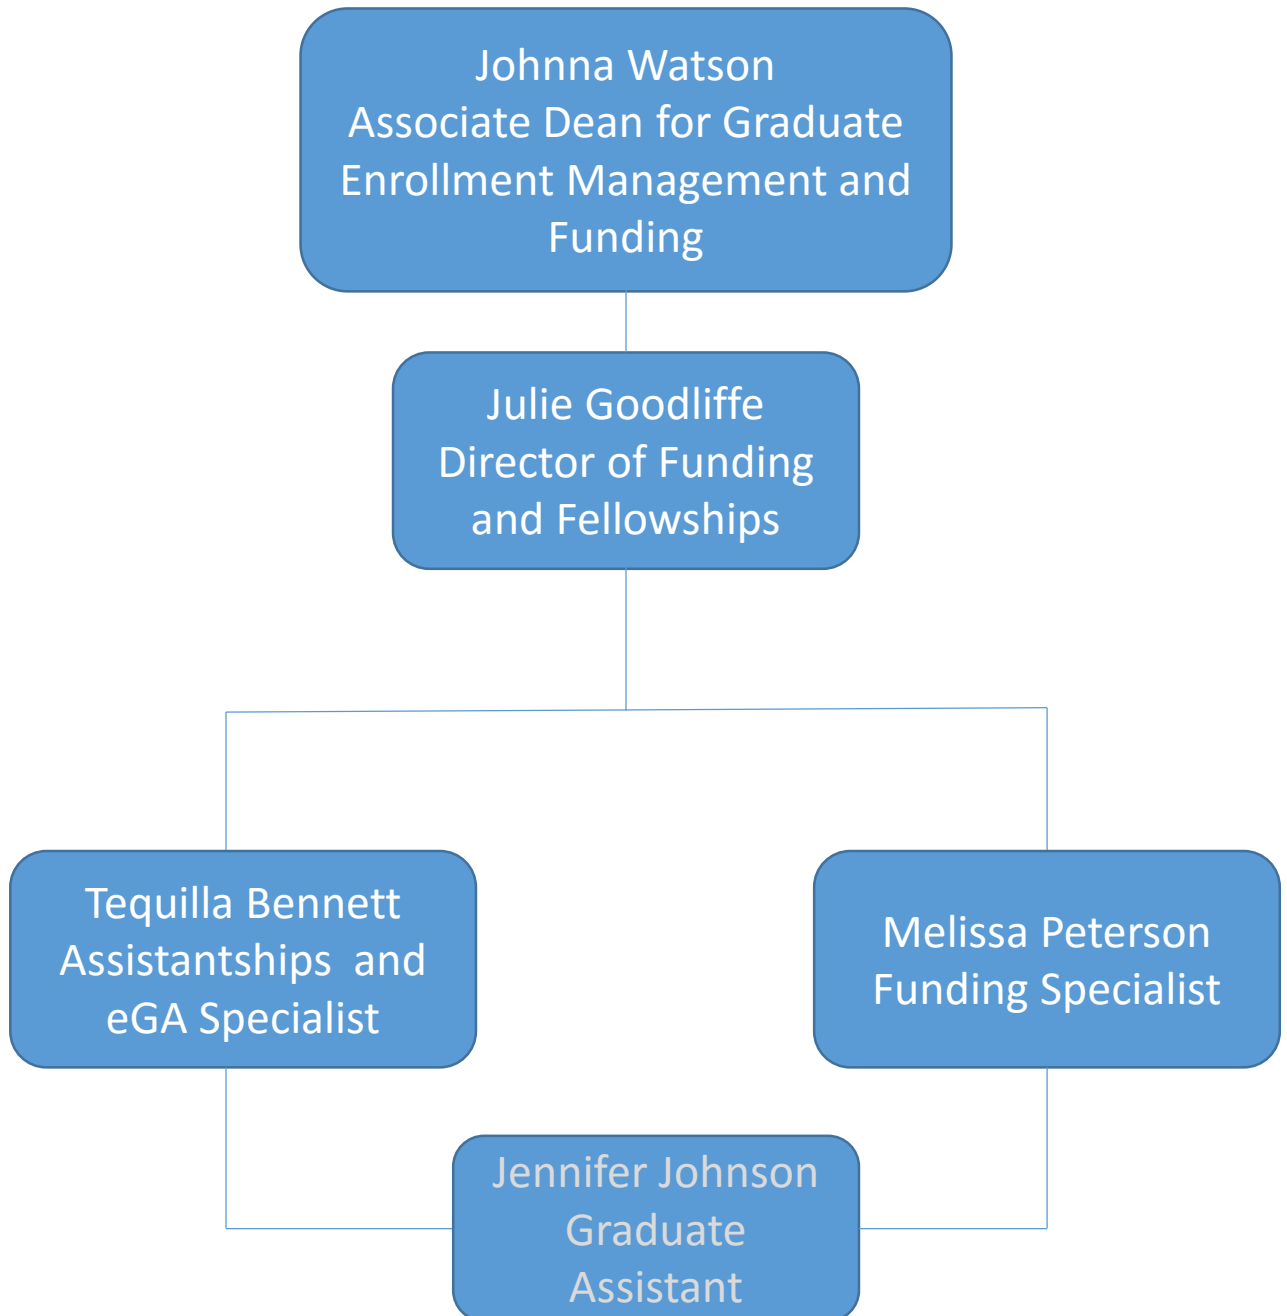 Johnna Watson
Associate Dean for Graduate
Enrollment Management and
Funding
Julie Goodliffe
Director of Funding
and Fellowships
Tequilla Bennett
Assistantships  and
eGA Specialist
Melissa Peterson
Funding Specialist
Jennifer Johnson
Graduate
Assistant